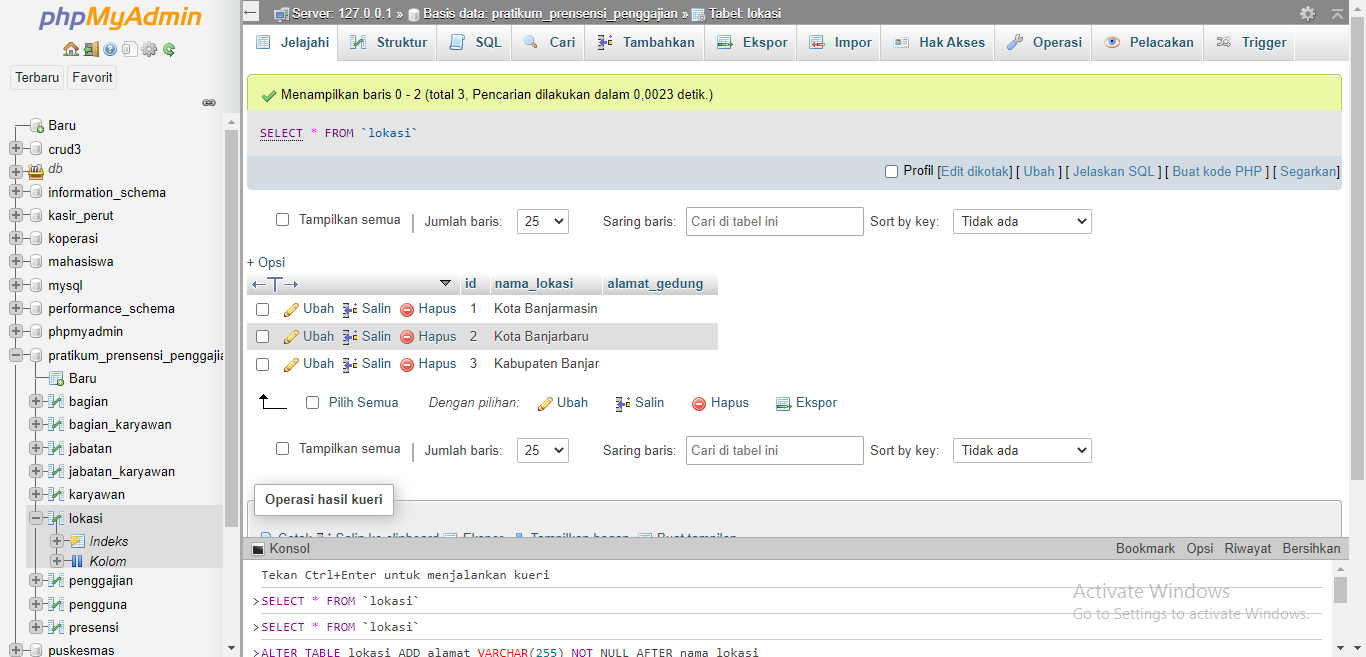 phpMyAdmin
Terbaru Favorit
Baru
crud3
db
information_schema
kasir_perut
koperasi
mahasiswa
mysql
performance_schema
phpmyadmin
pratikum_prensensi_penggajia
Baru
bagian
bagian_karyawan
jabatan
jabatan_karyawan
karyawan
lokasi
Indeks
Kolom
penggajian
pengguna
presensi
puskesmas
Server: 127.0.0.1 » Basis data: pratikum_prensensi_penggajian » Tabel: lokasi
Jelajahi Struktur SQL Cari Tambahkan Ekspor Impor Hak Akses Operasi Pelacakan Trigger
Menampilkan baris 0 - 2 (total 3, Pencarian dilakukan dalam 0,0023 detik.)
SELECT * FROM `lokasi`
Profil [Edit dikotak] [ Ubah ] [ Jelaskan SQL ] [ Buat kode PHP ] [ Segarkan]
Tampilkan semua | Jumlah baris: 25 Saring baris: Cari di tabel ini Sort by key: Tidak ada
+ Opsi
←T→ id nama_lokasi alamat_gedung
Ubah Salin Hapus 1 Kota Banjarmasin
Ubah Salin Hapus 2 Kota Banjarbaru
Ubah Salin Hapus 3 Kabupaten Banjar
Pilih Semua Dengan pilihan: Ubah Salin Hapus Ekspor
Tampilkan semua | Jumlah baris: 25 Saring baris: Cari di tabel ini Sort by key: Tidak ada
Operasi hasil kueri
Cetak Salin ke clipboard Ekspor Tampilkan bagan Buat tampilan
Konsol Bookmark Opsi Riwayat Bersihkan
Tekan Ctrl+Enter untuk menjalankan kueri
>SELECT * FROM `lokasi`
>SELECT * FROM `lokasi`
>ALTER TABLE lokasi ADD alamat VARCHAR(255) NOT NULL AFTER nama_lokasi
Activate Windows
Go to Settings to activate Windows.